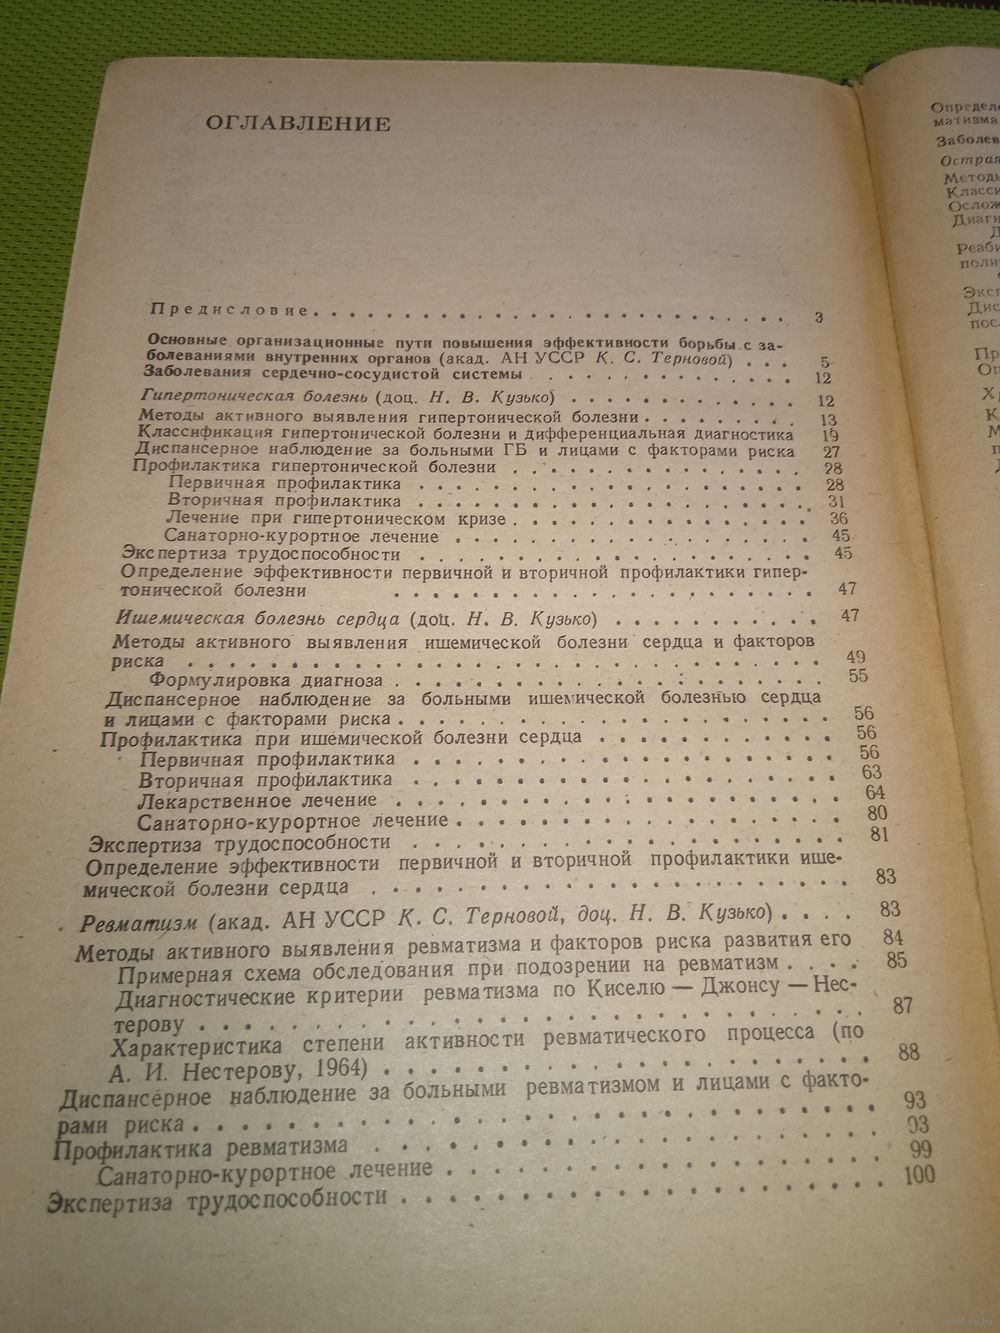 ОГЛАВЛЕНИЕ
Предисловие . . . . . . . . . . . . . . . . . . . . . . 3
Основные организационные пути повышения эффективности борьбы с за-
болеваниями внутренних органов (акад. АН УССР К. С. Терновой) . . . 5
Заболевания сердечно-сосудистой системы . . . . . . . . . . . . 12
Гипертоническая болезнь (доц. Н. В. Кузько) . . . . . . . . . . . 12
Методы активного выявления гипертонической болезни . . . . . . . . 13
Классификация гипертонической болезни и дифференциальная диагностика 19
Диспансерное наблюдение за больными ГБ и лицами с факторами риска 27
Профилактика гипертонической болезни . . . . . . . . . . . . . 28
Первичная профилактика . . . . . . . . . . . . . . . . . 28
Вторичная профилактика . . . . . . . . . . . . . . . . . 31
Лечение при гипертоническом кризе . . . . . . . . . . . . . 36
Санаторно-курортное лечение . . . . . . . . . . . . . . . 45
Экспертиза трудоспособности . . . . . . . . . . . . . . . . . 45
Определение эффективности первичной и вторичной профилактики гипер-
тонической болезни . . . . . . . . . . . . . . . . . . 47
Ишемическая болезнь сердца (доц. Н. В. Кузько) . . . . . . . . . 47
Методы активного выявления ишемической болезни сердца и факторов
риска . . . . . . . . . . . . . . . . . . . . . . . . . 49
Формулировка диагноза . . . . . . . . . . . . . . . . . 55
Диспансерное наблюдение за больными ишемической болезнью сердца
и лицами с факторами риска . . . . . . . . . . . . . . . . 56
Профилактика при ишемической болезни сердца . . . . . . . . . . 56
Первичная профилактика . . . . . . . . . . . . . . . . 56
Вторичная профилактика . . . . . . . . . . . . . . . . 63
Лекарственное лечение . . . . . . . . . . . . . . . . . 64
Санаторно-курортное лечение . . . . . . . . . . . . . . 80
Экспертиза трудоспособности . . . . . . . . . . . . . . . . 81
Определение эффективности первичной и вторичной профилактики ише-
мической болезни сердца . . . . . . . . . . . . . . . . . 83
Ревматизм (акад. АН УССР К. С. Терновой, доц. Н. В. Кузько) . . . . 83
Методы активного выявления ревматизма и факторов риска развития его 84
Примерная схема обследования при подозрении на ревматизм . . . . 85
Диагностические критерии ревматизма по Киселю — Джонсу — Нес-
терову . . . . . . . . . . . . . . . . . . . . . . . 87
Характеристика степени активности ревматического процесса (по
А. И. Нестерову, 1964) . . . . . . . . . . . . . . . . . 88
Диспансерное наблюдение за больными ревматизмом и лицами с факто-
рами риска . . . . . . . . . . . . . . . . . . . . . . . 93
Профилактика ревматизма . . . . . . . . . . . . . . . . . 93
Санаторно-курортное лечение . . . . . . . . . . . . . . . 99
Экспертиза трудоспособности . . . . . . . . . . . . . . . . 100
матизма
Острая